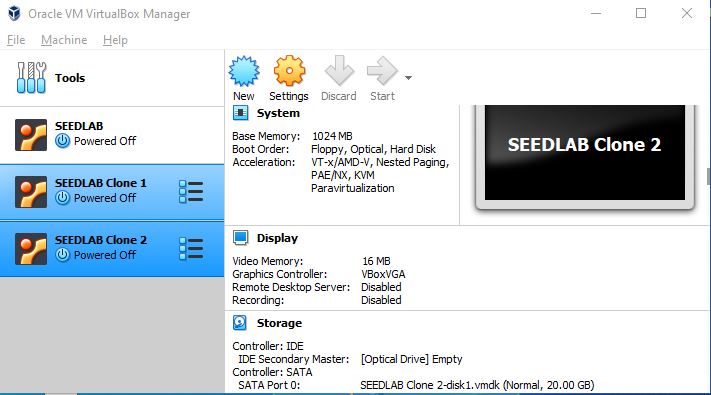 Oracle VM VirtualBox Manager
File Machine Help
Tools
SEEDLAB
Powered Off
SEEDLAB Clone 1
Powered Off
SEEDLAB Clone 2
Powered Off
New Settings Discard Start
System
Base Memory: 1024 MB
Boot Order: Floppy, Optical, Hard Disk
Acceleration: VT-x/AMD-V, Nested Paging,
PAE/NX, KVM
Paravirtualization
SEEDLAB Clone 2
Display
Video Memory: 16 MB
Graphics Controller: VBoxVGA
Remote Desktop Server: Disabled
Recording: Disabled
Storage
Controller: IDE
IDE Secondary Master: [Optical Drive] Empty
Controller: SATA
SATA Port 0: SEEDLAB Clone 2-disk1.vmdk (Normal, 20.00 GB)